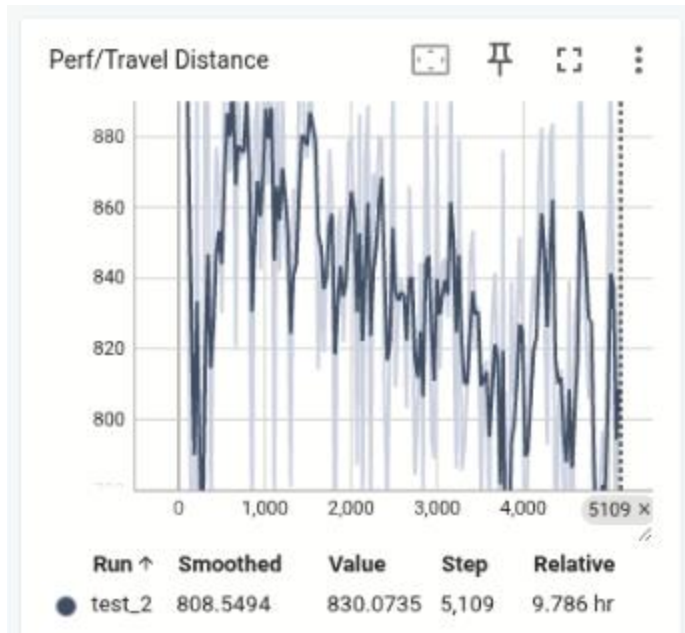 Perf/Travel Distance
880
860
840
820
800
0 1,000 2,000 3,000 4,000 5109 ×
Run ↑ Smoothed Value Step Relative
test_2 808.5494 830.0735 5,109 9.786 hr